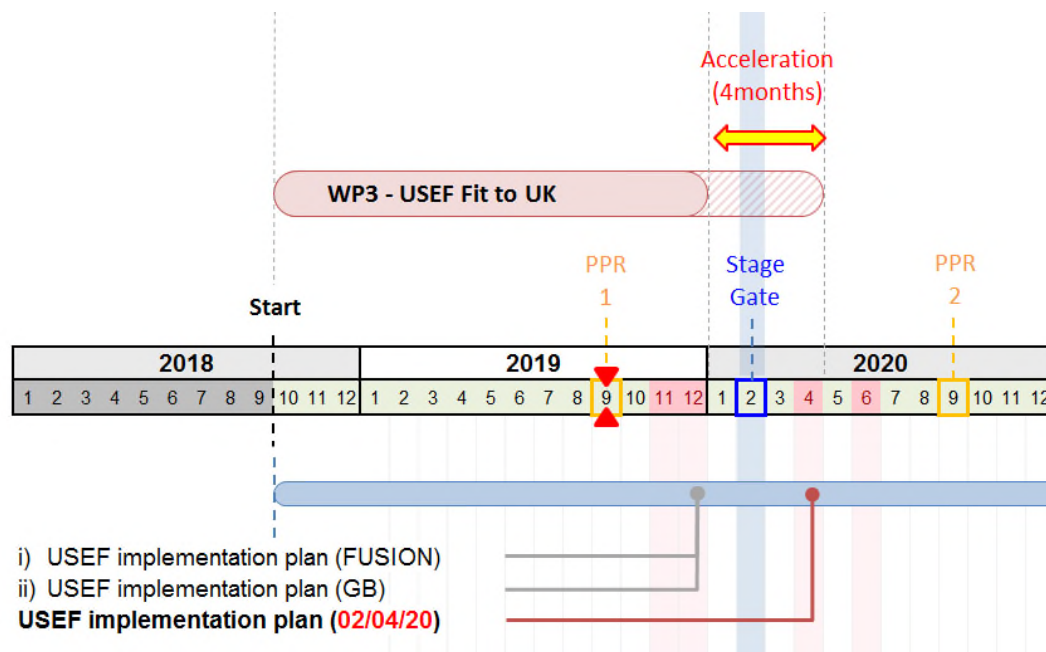 Acceleration
(4months)
WP3 - USEF Fit to UK
PPR
1
Stage
Gate
PPR
2
Start
2018 2019 2020
1 2 3 4 5 6 7 8 9 10 11 12 1 2 3 4 5 6 7 8 9 10 11 12 1 2 3 4 5 6 7 8 9 10 11 12
i) USEF implementation plan (FUSION)
ii) USEF implementation plan (GB)
USEF implementation plan (02/04/20)